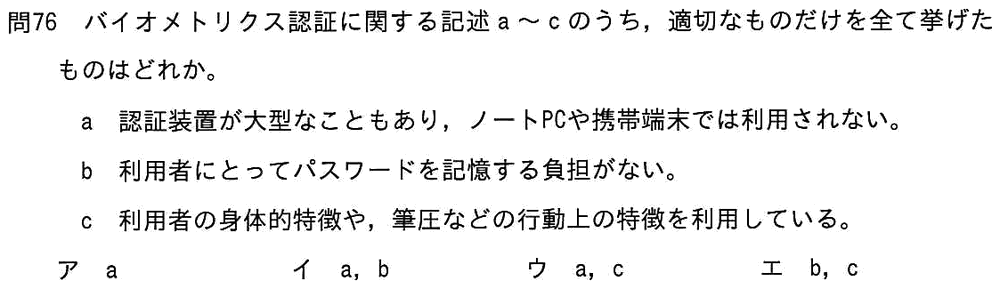 問76　バイオメトリクス認証に関する記述 a ～ c のうち，適切なものだけを全て挙げた
ものはどれか。
a　認証装置が大型なこともあり，ノートPCや携帯端末では利用されない。
b　利用者にとってパスワードを記憶する負担がない。
c　利用者の身体的特徴や，筆圧などの行動上の特徴を利用している。
ア　a　イ　a，b　ウ　a，c　エ　b，c